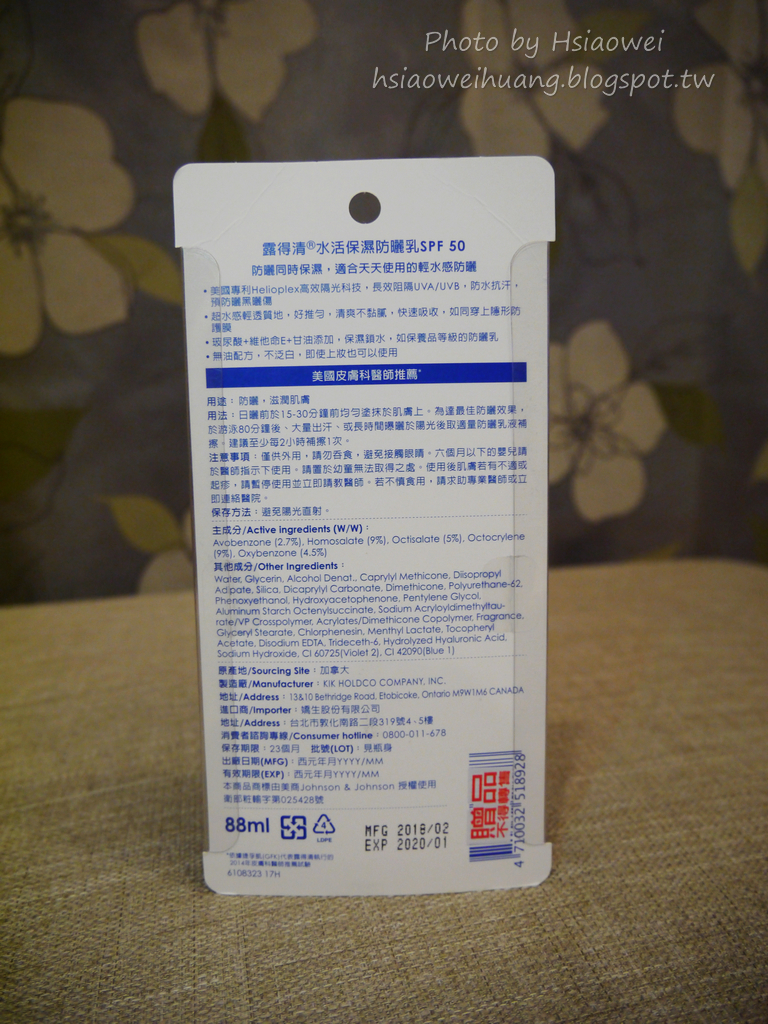 Photo by Hsiaowei
hsiaoweihuang.blogspot.tw
露得清®水活保濕防曬乳SPF 50
防曬同時保濕，適合天天使用的輕水感防曬
• 美國專利Helioplex高效隔光科技，長效阻隔UVA/UVB，防水抗汗，
預防曬黑曬傷
• 超水感輕透質地，好推勻，清爽不黏膩，快速吸收，如同穿上隱形防
護膜
• 玻尿酸+維他命E+甘油添加，保濕鎖水，如保養品等級的防曬乳
• 無油配方，不泛白，即使上妝也可以使用
美國皮膚科醫師推薦*
用途：防曬，滋潤肌膚
用法：日曬前於15-30分鐘前均勻塗抹於肌膚上。為達最佳防曬效果，
於游泳80分鐘後、大量出汗、或長時間曝曬於陽光後取適量防曬乳液補
擦。建議至少每2小時補擦1次。
注意事項：僅供外用，請勿吞食，避免接觸眼睛。六個月以下的嬰兒請
於醫師指示下使用。請置於幼童無法取得之處。使用後肌膚若有不適或
起疹，請暫停使用並立即請教醫師。若不慎食用，請求助專業醫師或立
即連絡醫院。
保存方法：避免陽光直射。
主成分/Active ingredients (W/W)：
Avobenzone (2.7%), Homosalate (9%), Octisalate (5%), Octocrylene
(9%), Oxybenzone (4.5%)
其他成分/Other Ingredients：
Water, Glycerin, Alcohol Denat., Caprylyl Methicone, Diisopropyl
Adipate, Silica, Dicaprylyl Carbonate, Dimethicone, Polyurethane-62,
Phenoxyethanol, Hydroxyacetophenone, Pentylene Glycol,
Aluminum Starch Octenylsuccinate, Sodium Acryloyldimethyltau-
rate/VP Crosspolymer, Acrylates/Dimethicone Copolymer, Fragrance,
Glyceryl Stearate, Chlorphenesin, Menthyl Lactate, Tocopheryl
Acetate, Disodium EDTA, Trideceth-6, Hydrolyzed Hyaluronic Acid,
Sodium Hydroxide, CI 60725(Violet 2), CI 42090(Blue 1)
原產地/Sourcing Site：加拿大
製造廠/Manufacturer：KIK HOLDCO COMPANY, INC.
地址/Address：13&10 Bethridge Road, Etobicoke, Ontario M9W1M6 CANADA
進口商/Importer：嬌生股份有限公司
地址/Address：台北市敦化南路二段319號4、5樓
消費者諮詢專線/Consumer hotline：0800-011-678
保存期限：23個月 批號(LOT)：見瓶身
出廠日期(MFG)：西元年月YYYY/MM
有效期限(EXP)：西元年月YYYY/MM
本商品商標由美商Johnson & Johnson 授權使用
衛部粧輸字第025428號
88ml
4
LDPE
MFG 2018/02
EXP 2020/01
贈品
不得轉售
4 710032 518928
2014年皮膚科醫師推薦試驗
6108323 17H